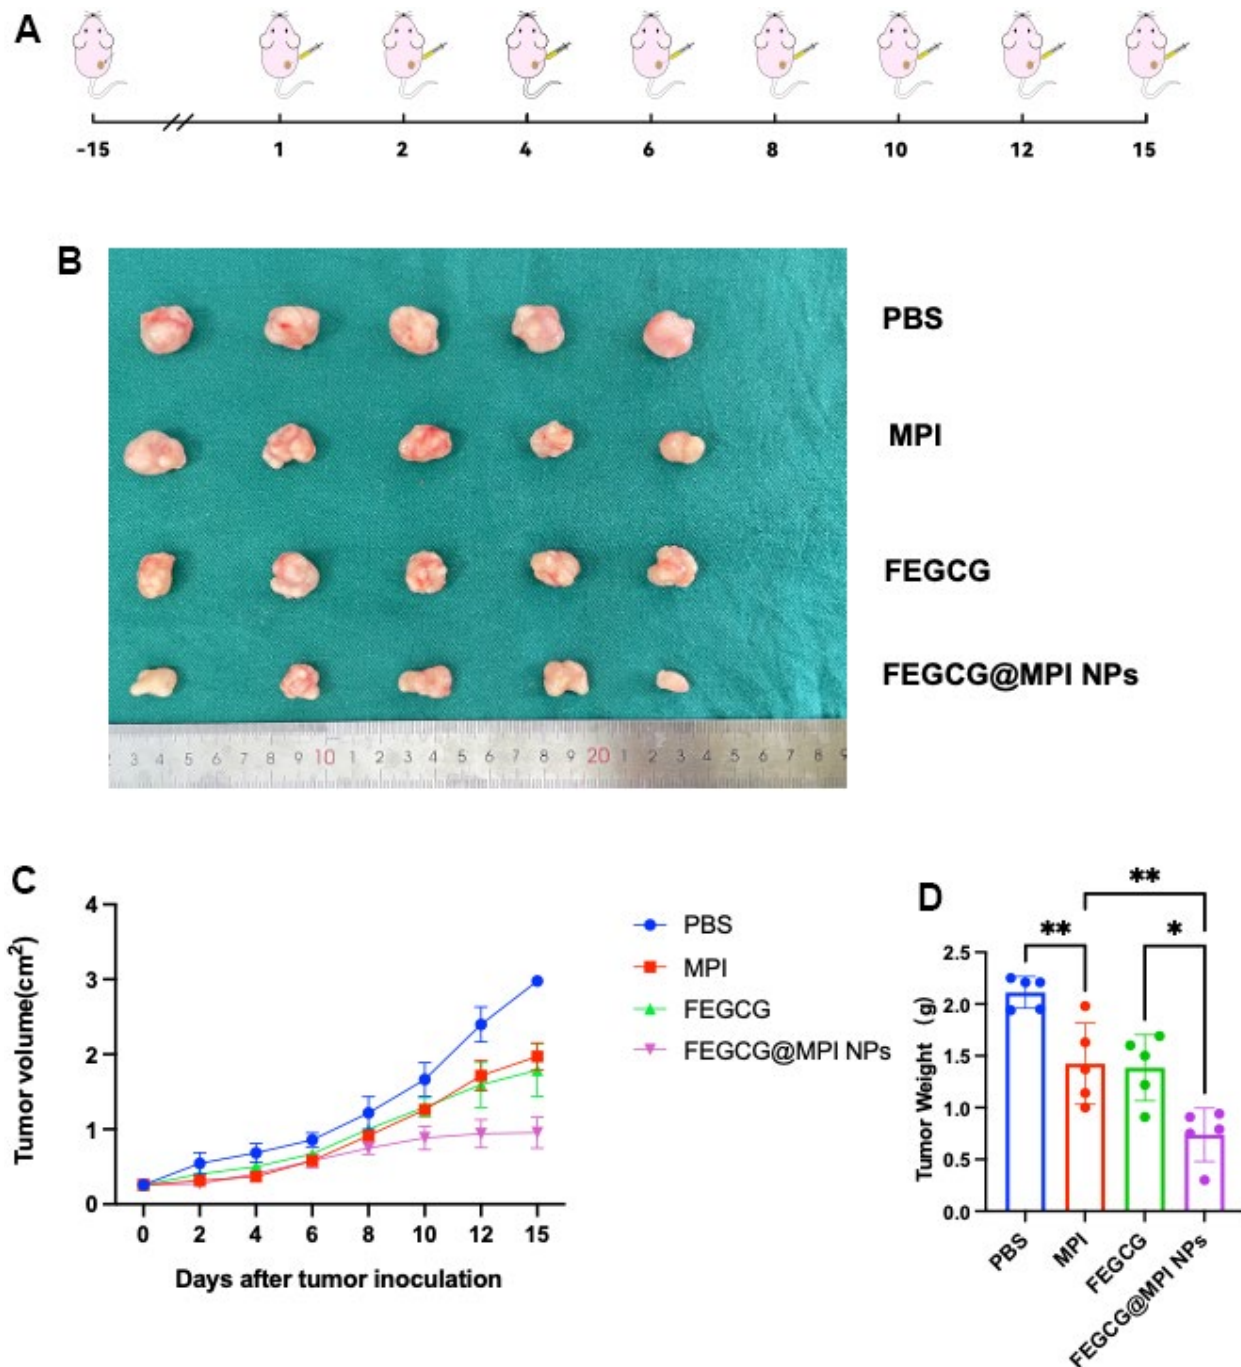 A
-15 1 2 4 6 8 10 12 15
B
PBS
MPI
FEGCG
FEGCG@MPI NPs
3 4 5 6 7 8 9 10 1 2 3 4 5 6 7 8 9 20 1 2 3 4 5 6 7 8 9
C
Tumor volume(cm²)
4
3
2
1
0
0 2 4 6 8 10 12 15
Days after tumor inoculation
PBS
MPI
FEGCG
FEGCG@MPI NPs
D
** 
** *
Tumor Weight (g)
2.5
2.0
1.5
1.0
0.5
0.0
PBS
MPI
FEGCG
FEGCG@MPI NPs